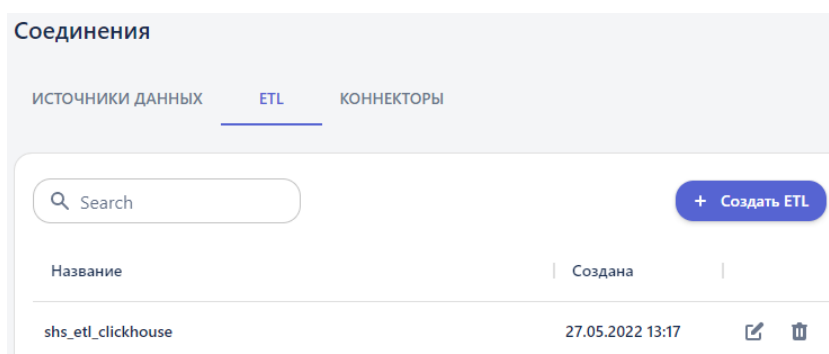 Соединения
ИСТОЧНИКИ ДАННЫХ ETL КОННЕКТОРЫ
Search + Создать ETL
Название Создана
shs_etl_clickhouse 27.05.2022 13:17